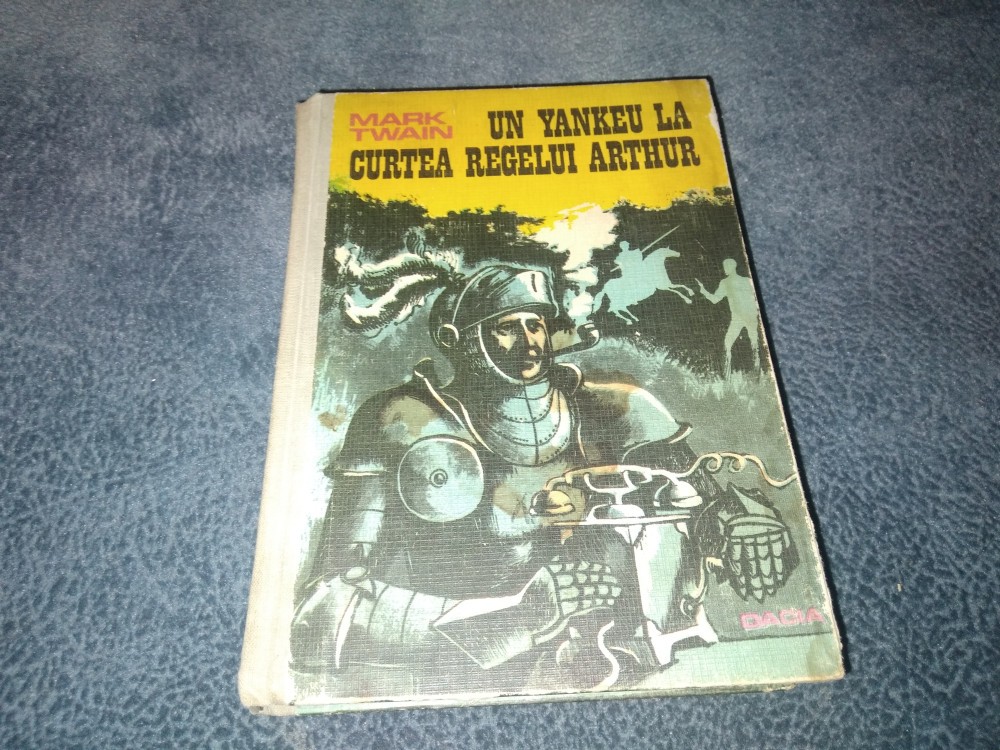 MARK
TWAIN
UN YANKEU LA
CURTEA REGELUI ARTHUR
DACIA